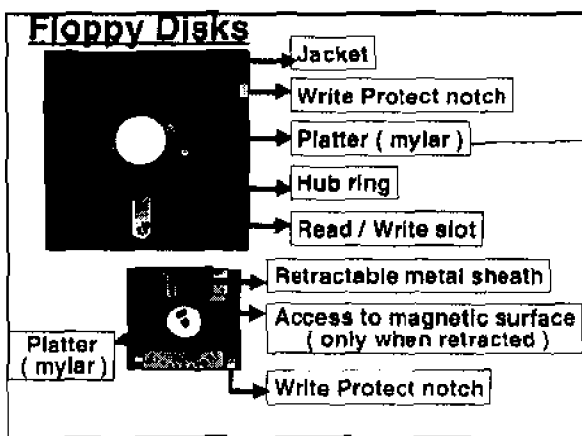 Floppy Disks
Jacket
Write Protect notch
Platter ( mylar )
Hub ring
Read / Write slot
Retractable metal sheath
Access to magnetic surface
( only when retracted )
Platter
( mylar )
Write Protect notch